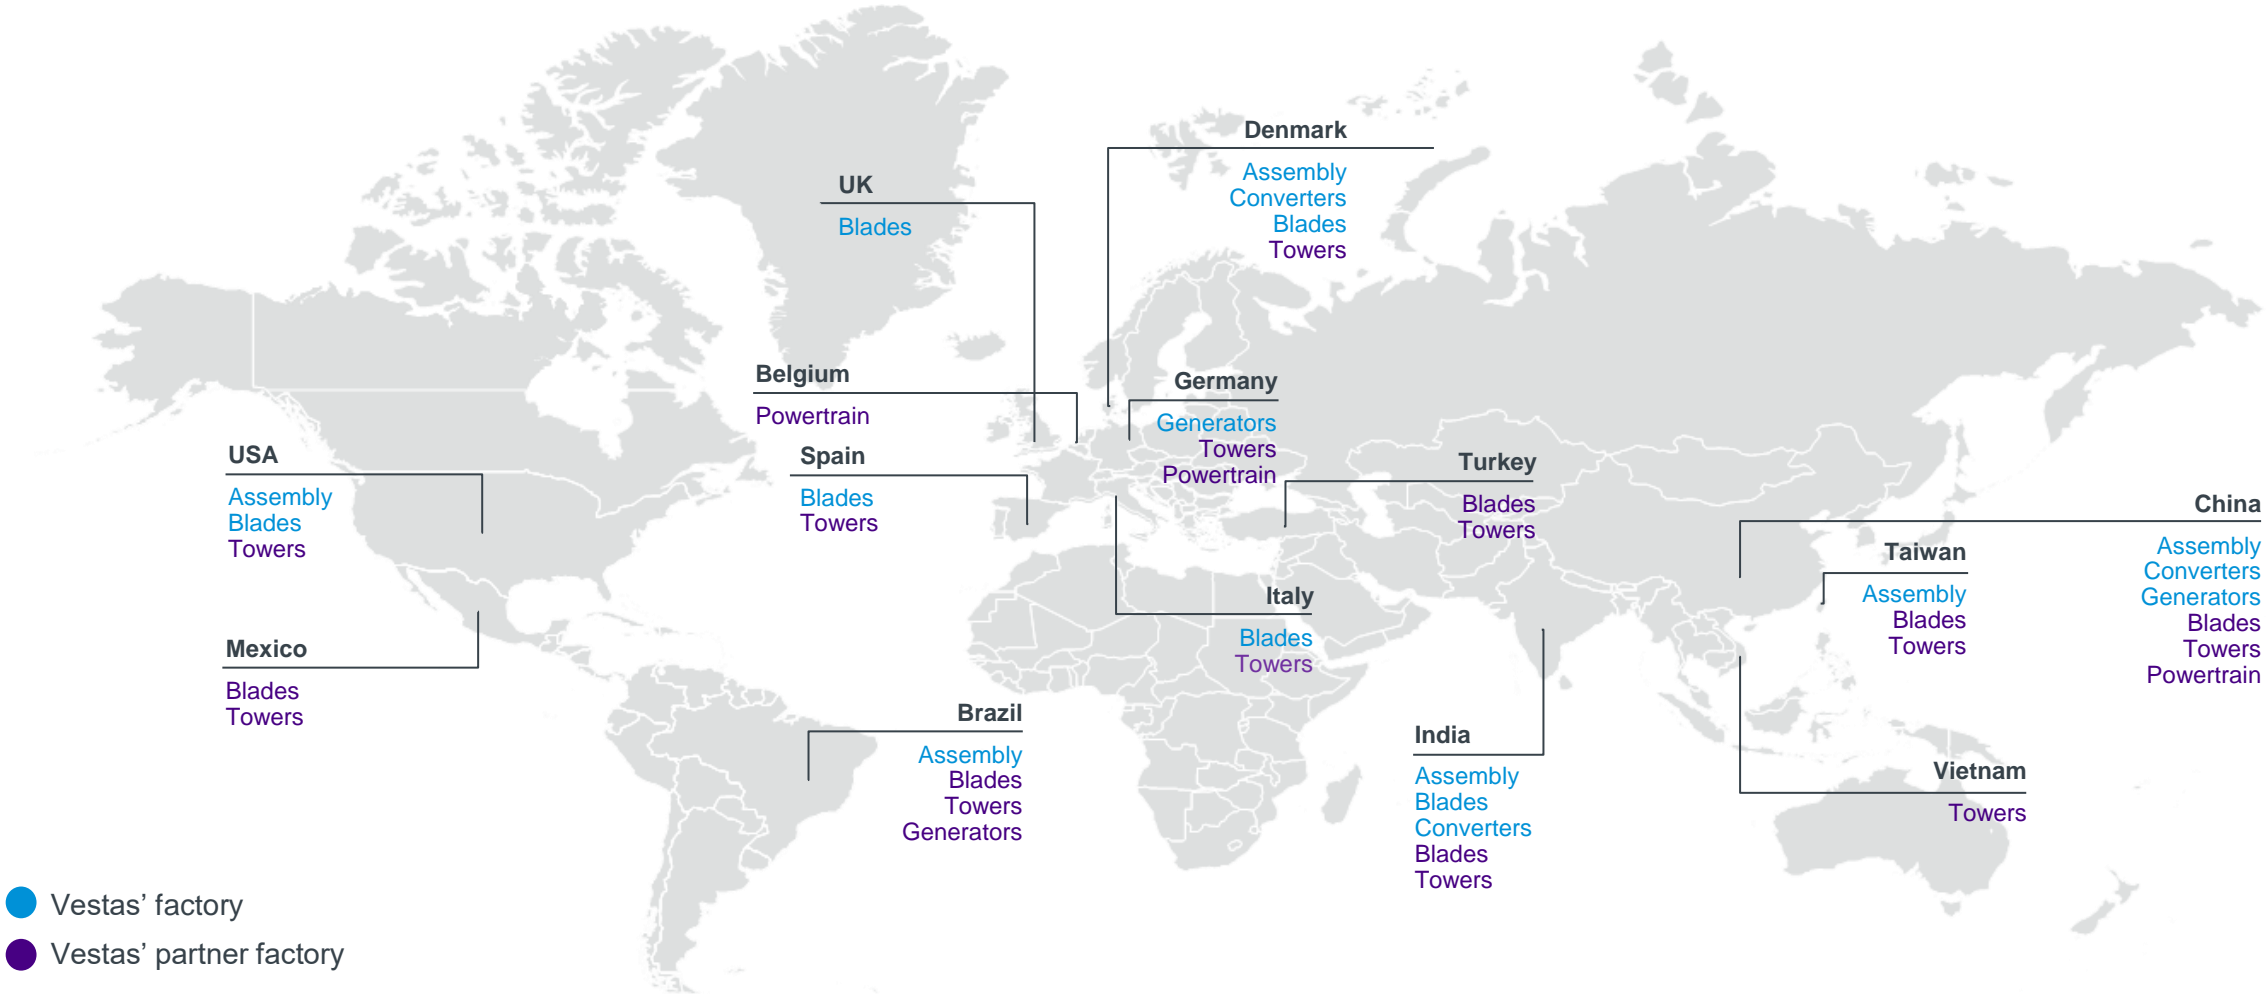 Denmark
Assembly
Converters
Blades
Towers
UK
Blades
Belgium
Powertrain
Germany
Generators
Towers
Powertrain
USA
Assembly
Blades
Towers
Spain
Blades
Towers
Turkey
Blades
Towers
China
Assembly
Converters
Generators
Blades
Towers
Powertrain
Taiwan
Assembly
Blades
Towers
Italy
Blades
Towers
Mexico
Blades
Towers
Brazil
Assembly
Blades
Towers
Generators
India
Assembly
Blades
Converters
Blades
Towers
Vietnam
Towers
Vestas’ factory
Vestas’ partner factory